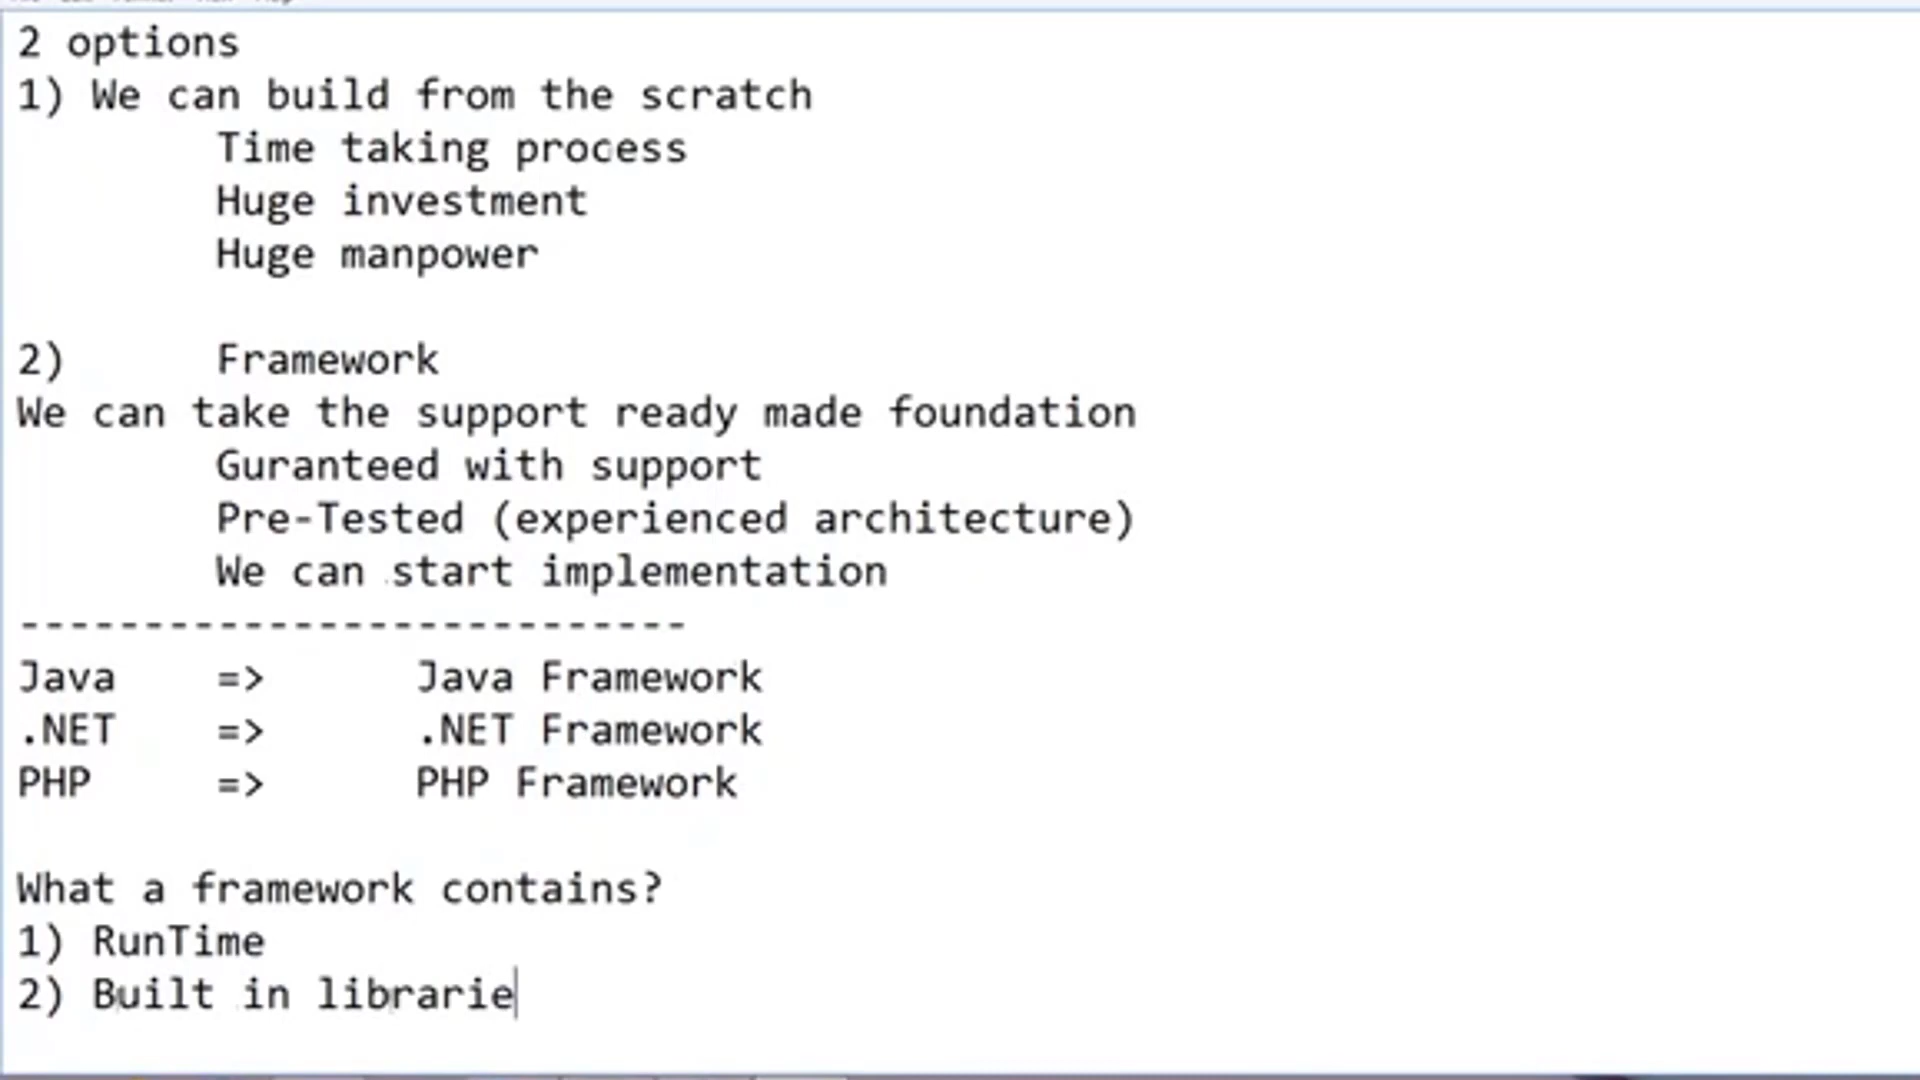 2 options
1) We can build from the scratch
Time taking process
Huge investment
Huge manpower
2) Framework
We can take the support ready made foundation
Guranteed with support
Pre-Tested (experienced architecture)
We can start implementation
---------------------------
Java => Java Framework
.NET => .NET Framework
PHP => PHP Framework
What a framework contains?
1) RunTime
2) Built in librarie